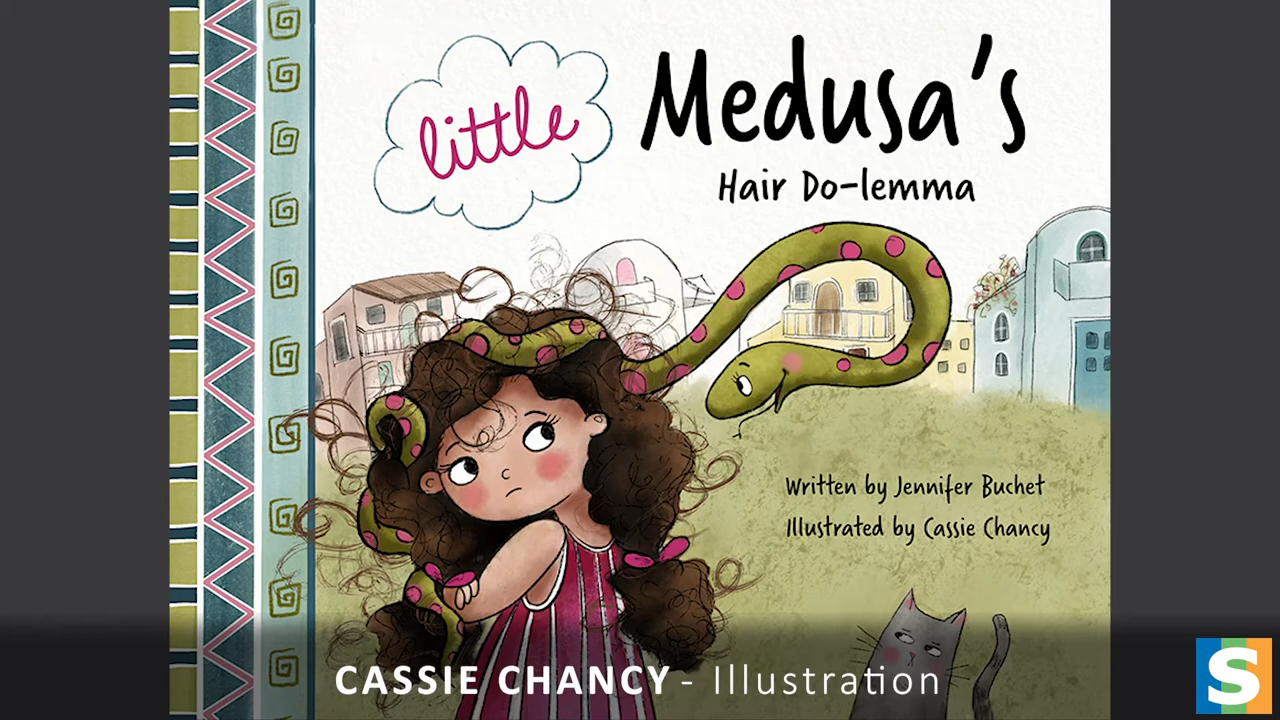 little
Medusa's
Hair Do-lemma
Written by Jennifer Buchet
Illustrated by Cassie Chancy
CASSIE CHANCY - Illustration
S